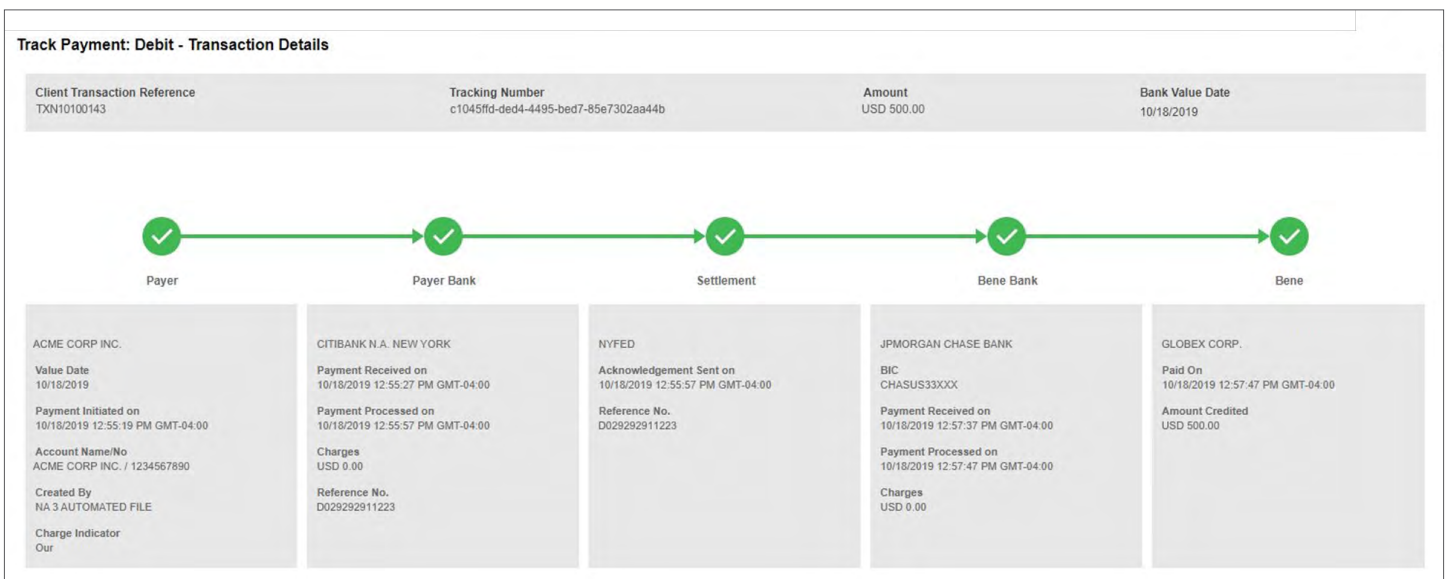 Track Payment: Debit - Transaction Details
Client Transaction Reference
TXN10100143
Tracking Number
c1045ffd-ded4-4495-bed7-85e7302aa44b
Amount
USD 500.00
Bank Value Date
10/18/2019
Payer
Payer Bank
Settlement
Bene Bank
Bene
ACME CORP INC.
Value Date
10/18/2019
Payment Initiated on
10/18/2019 12:55:19 PM GMT-04:00
Account Name/No
ACME CORP INC. / 1234567890
Created By
NA 3 AUTOMATED FILE
Charge Indicator
Our
CITIBANK N.A. NEW YORK
Payment Received on
10/18/2019 12:55:27 PM GMT-04:00
Payment Processed on
10/18/2019 12:55:57 PM GMT-04:00
Charges
USD 0.00
Reference No.
D029292911223
NYFED
Acknowledgement Sent on
10/18/2019 12:55:57 PM GMT-04:00
Reference No.
D029292911223
JPMORGAN CHASE BANK
BIC
CHASUS33XXX
Payment Received on
10/18/2019 12:57:37 PM GMT-04:00
Payment Processed on
10/18/2019 12:57:47 PM GMT-04:00
Charges
USD 0.00
GLOBEX CORP.
Paid On
10/18/2019 12:57:47 PM GMT-04:00
Amount Credited
USD 500.00